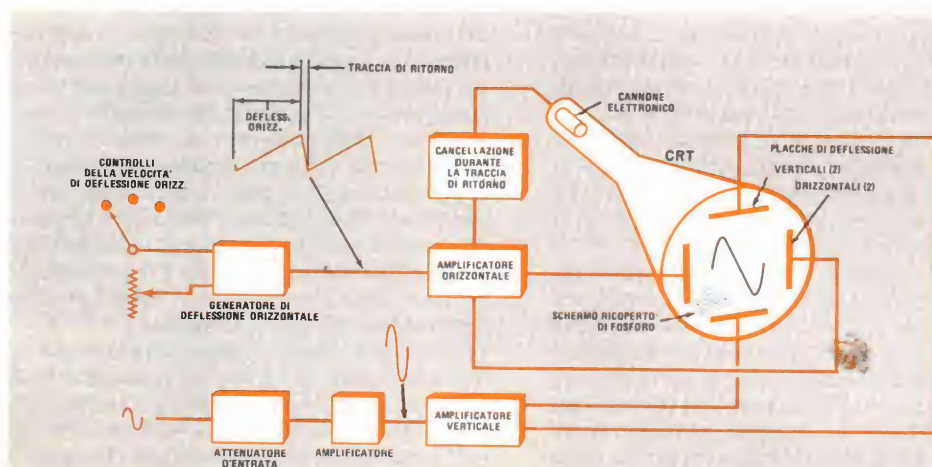 TRACCIA DI RITORNO
DEFLESS.
ORIZZ.
CANNONE
ELETTRONICO
CONTROLLI
DELLA VELOCITA'
DI DEFLESSIONE ORIZZ.
CANCELLAZIONE
DURANTE
LA TRACCIA
DI RITORNO
CRT
PLACCHE DI DEFLESSIONE
VERTICALI (2)
ORIZZONTALI (2)
AMPLIFICATORE
ORIZZONTALE
GENERATORE DI
DEFLESSIONE ORIZZONTALE
SCHERMO RICOPERTO
DI FOSFORO
AMPLIFICATORE
VERTICALE
ATTENUATORE
D'ENTRATA
AMPLIFICATORE